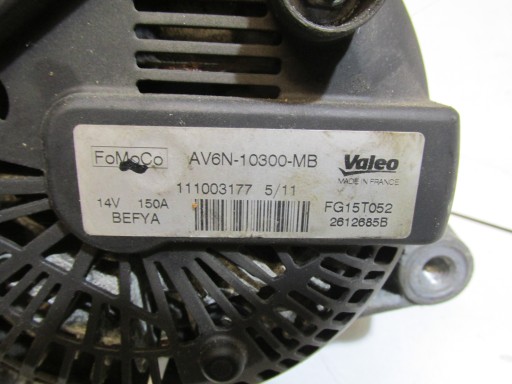 FoMoCo AV6N-10300-MB Valeo
MADE IN FRANCE
111003177 5/11
14V 150A FG15T052
BEFYA 2612685B